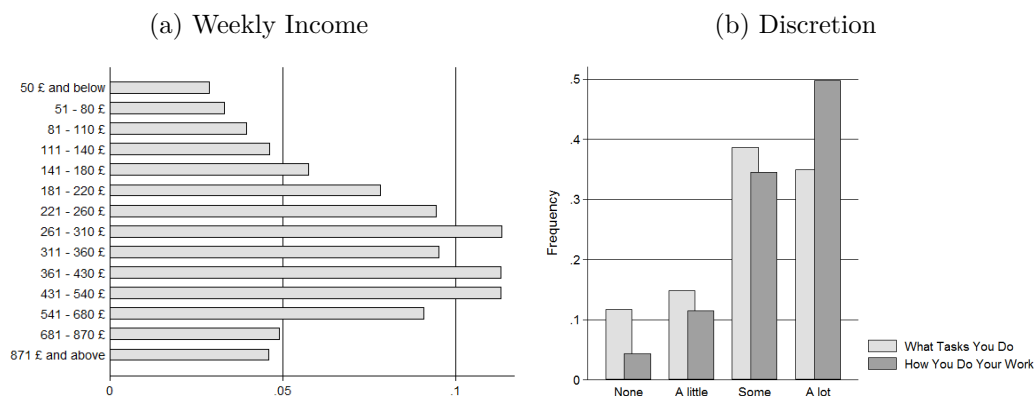 (a) Weekly Income
50 £ and below
51 - 80 £
81 - 110 £
111 - 140 £
141 - 180 £
181 - 220 £
221 - 260 £
261 - 310 £
311 - 360 £
361 - 430 £
431 - 540 £
541 - 680 £
681 - 870 £
871 £ and above
0 .05 .1
(b) Discretion
Frequency
.5
.4
.3
.2
.1
0
None A little Some A lot
What Tasks You Do
How You Do Your Work